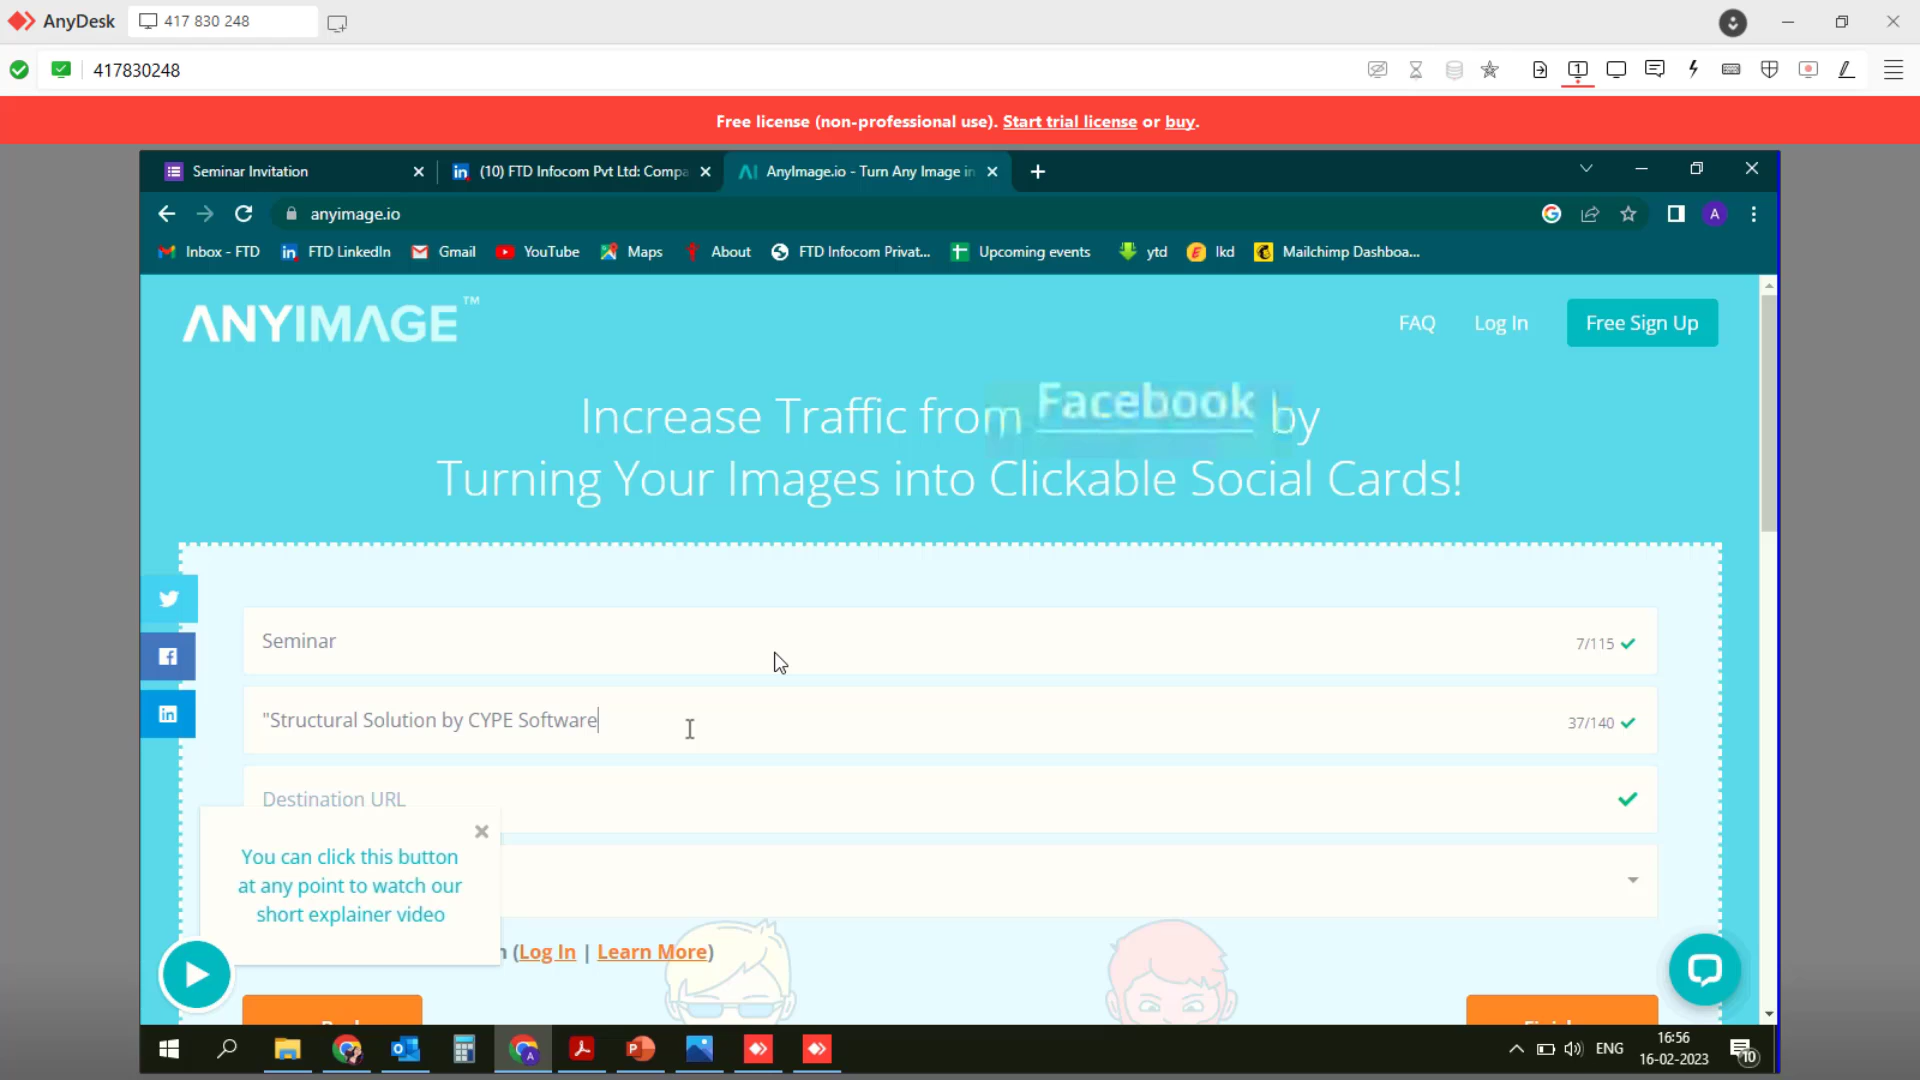 AnyDesk
417 830 248
417830248
1
Free license (non-professional use). Start trial license or buy.
Seminar Invitation
(10) FTD Infocom Pvt Ltd: Compa
AnyImage.io - Turn Any Image in
anyimage.io
A
Inbox - FTD
FTD LinkedIn
Gmail
YouTube
Maps
About
FTD Infocom Privat...
Upcoming events
ytd
lkd
Mailchimp Dashboa...
ANYIMAGE™
FAQ
Log In
Free Sign Up
Increase Traffic from Facebook by
Turning Your Images into Clickable Social Cards!
Seminar
7/115
"Structural Solution by CYPE Software
37/140
Destination URL
You can click this button
at any point to watch our
short explainer video
(Log In | Learn More)
ENG
16:56
16-02-2023
10